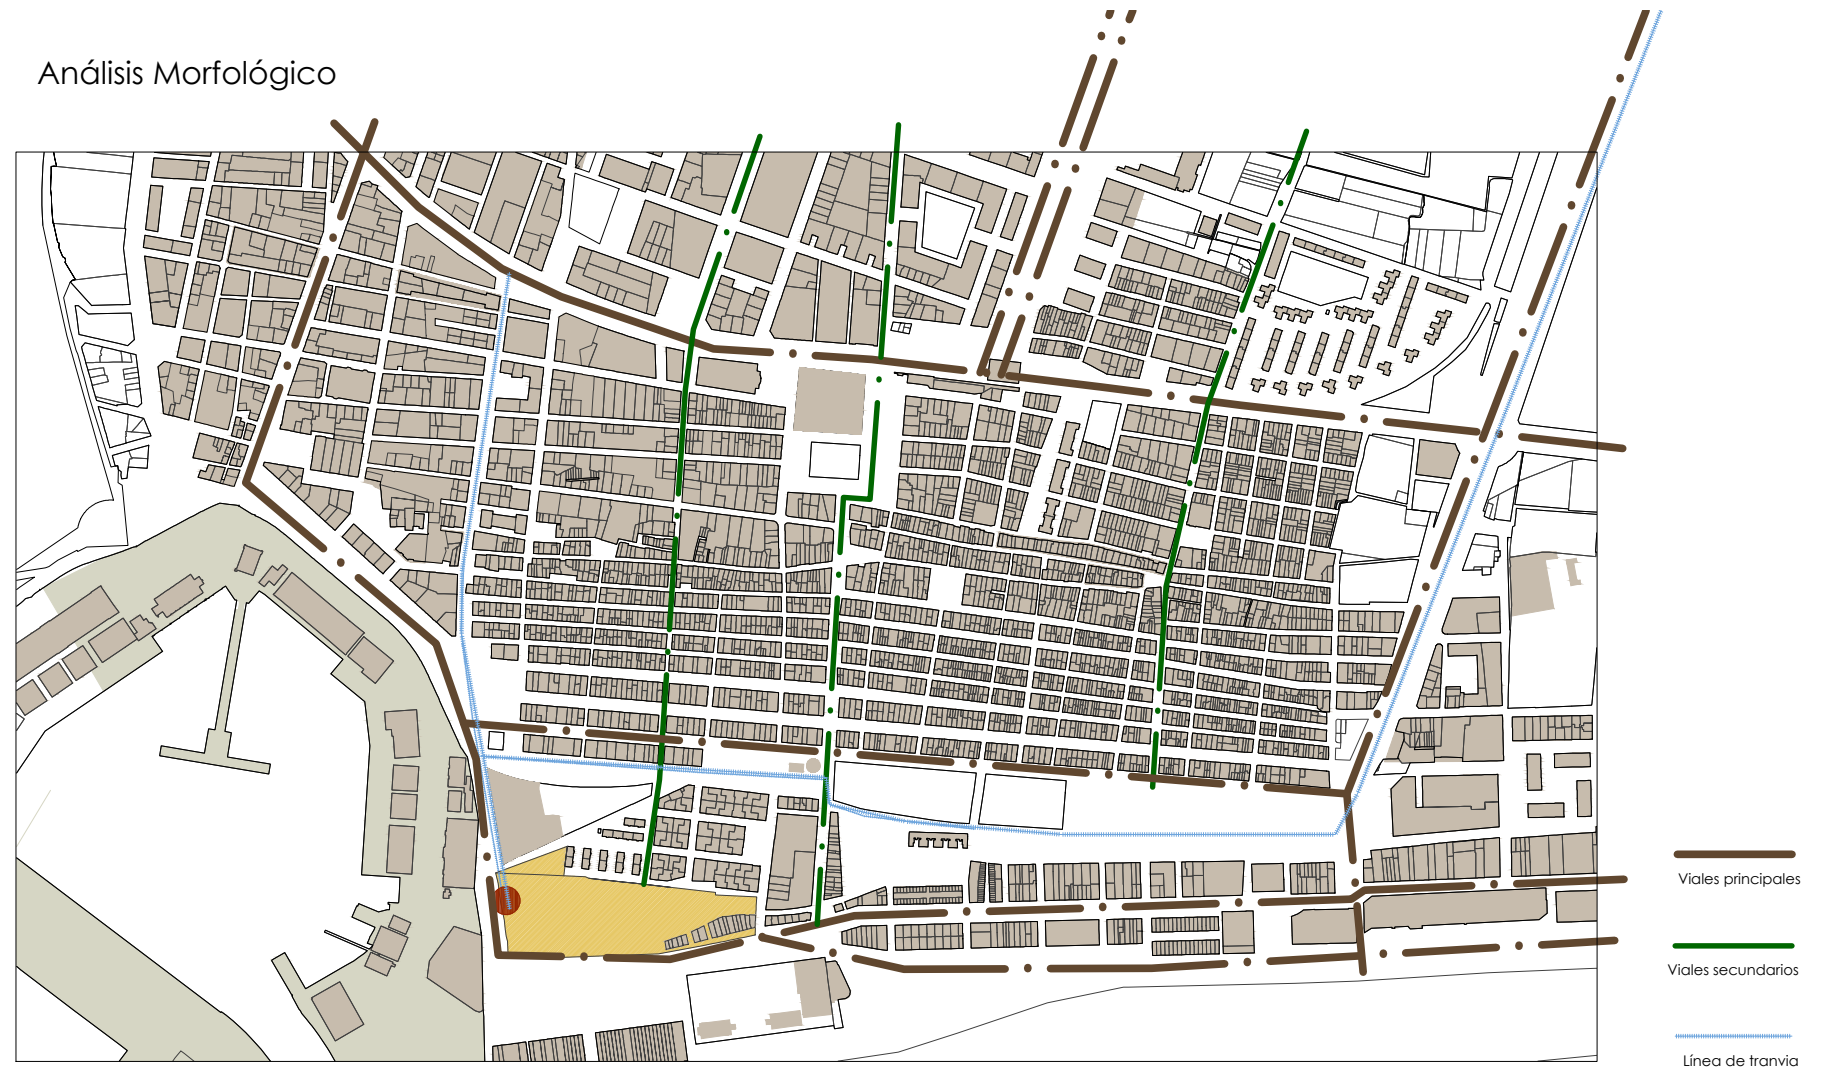 Análisis Morfológico
Viales principales
Viales secundarios
Línea de tranvia